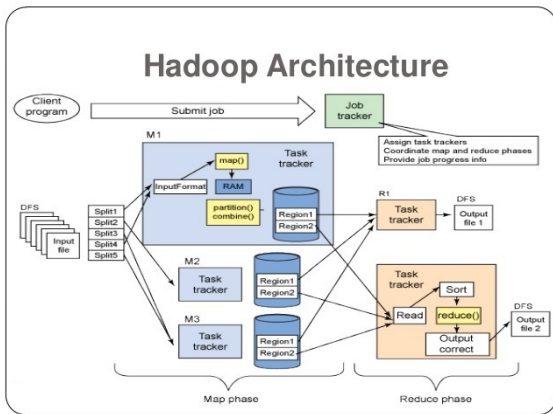 Hadoop Architecture
Client
program
Submit job
Job
tracker
Assign task trackers
Coordinate map and reduce phases
Provide job progress info
M1
Task
tracker
map()
InputFormat
RAM
partition()
combine()
Region1
Region2
DFS
Input
file
Split1
Split2
Split3
Split4
Split5
R1
Task
tracker
DFS
Output
file 1
M2
Task
tracker
Region1
Region2
M3
Task
tracker
Region1
Region2
Task
tracker
Sort
Read
reduce()
Output
correct
DFS
Output
file 2
Map phase
Reduce phase